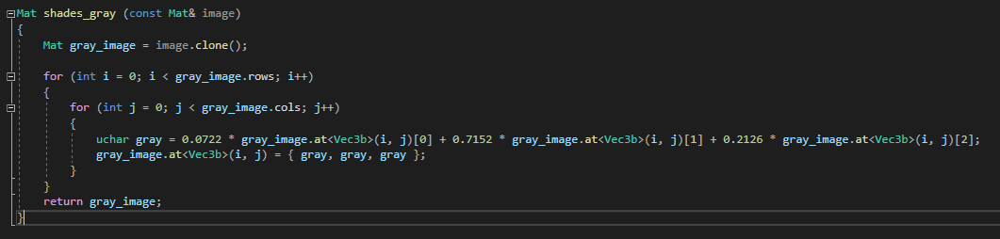 Mat shades_gray (const Mat& image)
{
    Mat gray_image = image.clone();

    for (int i = 0; i < gray_image.rows; i++)
    {
        for (int j = 0; j < gray_image.cols; j++)
        {
            uchar gray = 0.0722 * gray_image.at<Vec3b>(i, j)[0] + 0.7152 * gray_image.at<Vec3b>(i, j)[1] + 0.2126 * gray_image.at<Vec3b>(i, j)[2];
            gray_image.at<Vec3b>(i, j) = { gray, gray, gray };
        }
    }
    return gray_image;
}